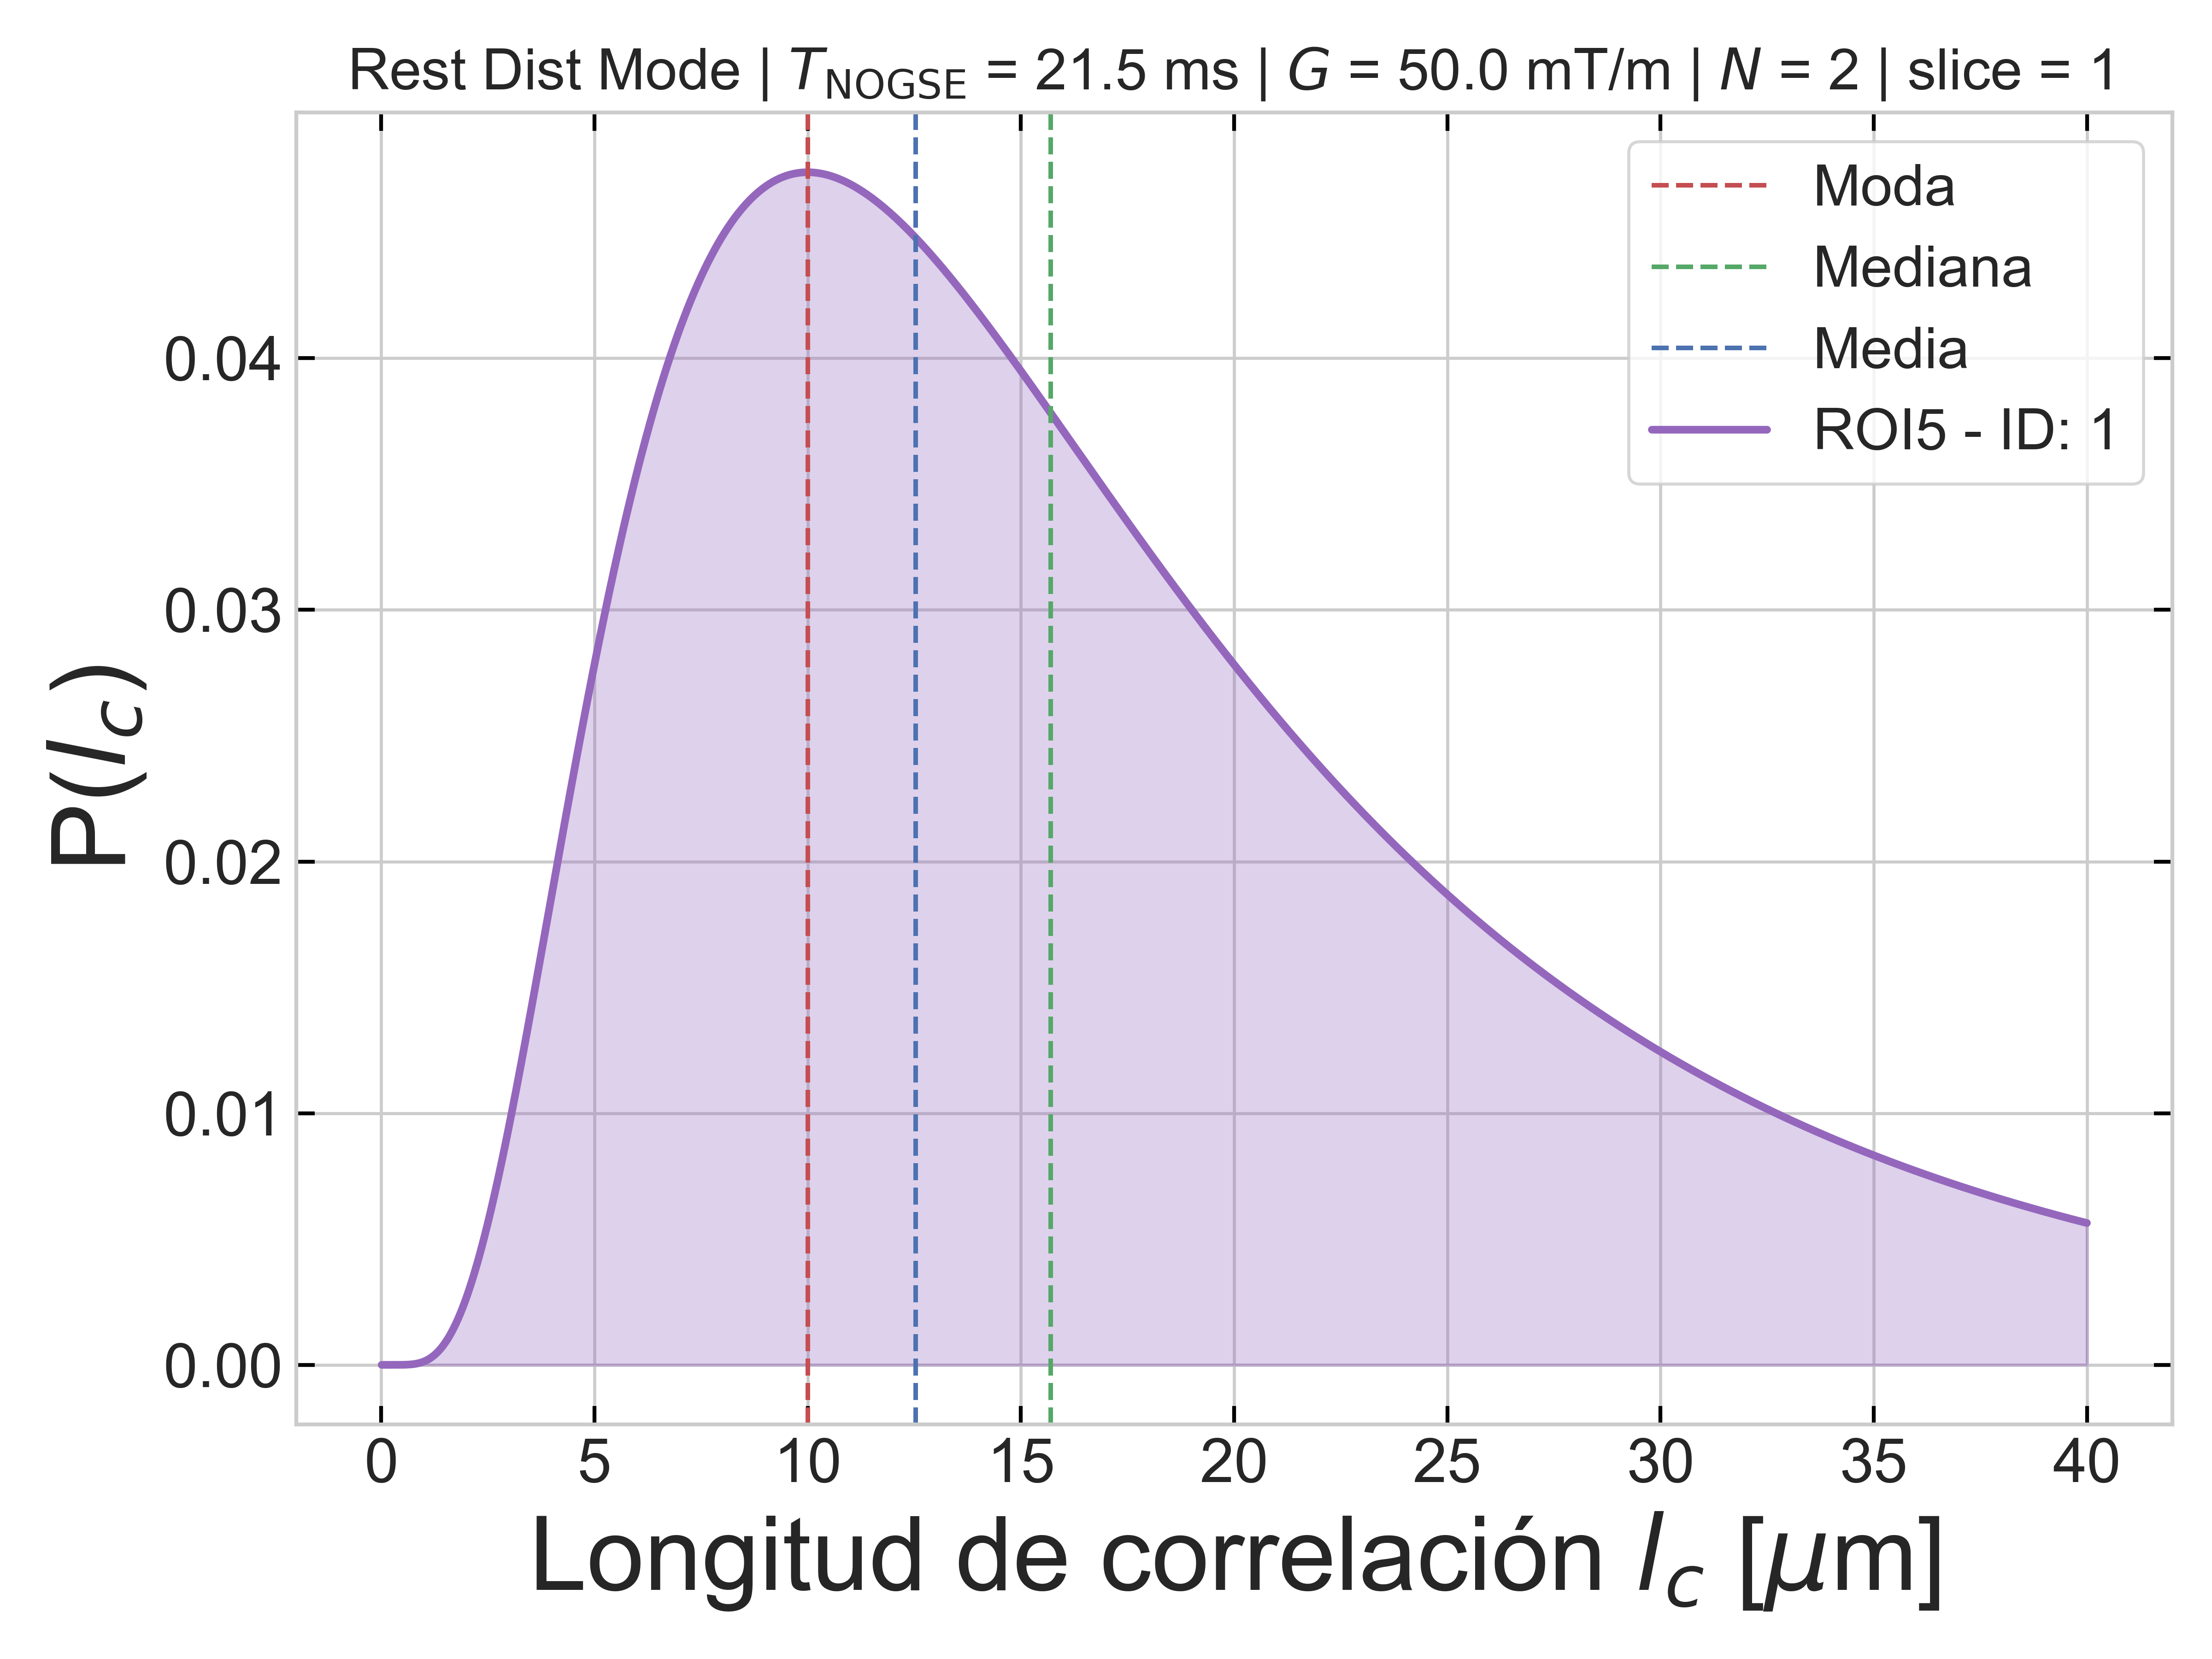 Rest Dist Mode | T_NOGSE = 21.5 ms | G = 50.0 mT/m | N = 2 | slice = 1
Moda
Mediana
Media
ROI5 - ID: 1
P(l_c)
0.04
0.03
0.02
0.01
0.00
0 5 10 15 20 25 30 35 40
Longitud de correlación l_c [μm]